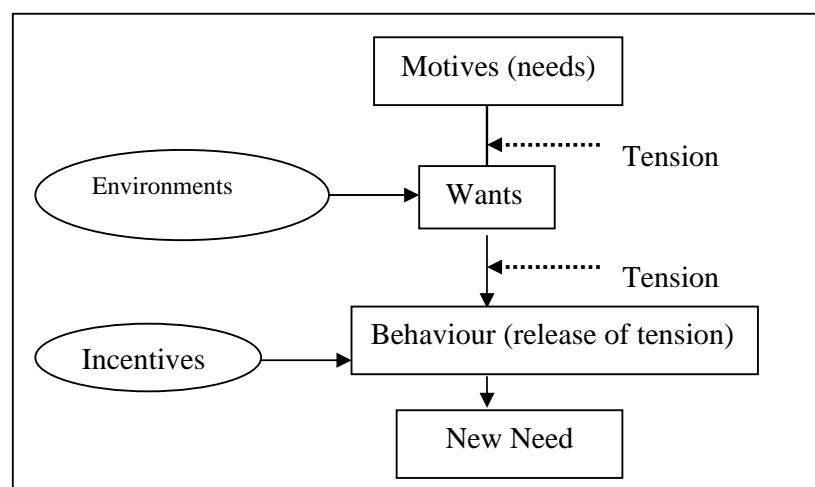 Motives (needs)
Tension
Environments
Wants
Tension
Behaviour (release of tension)
Incentives
New Need